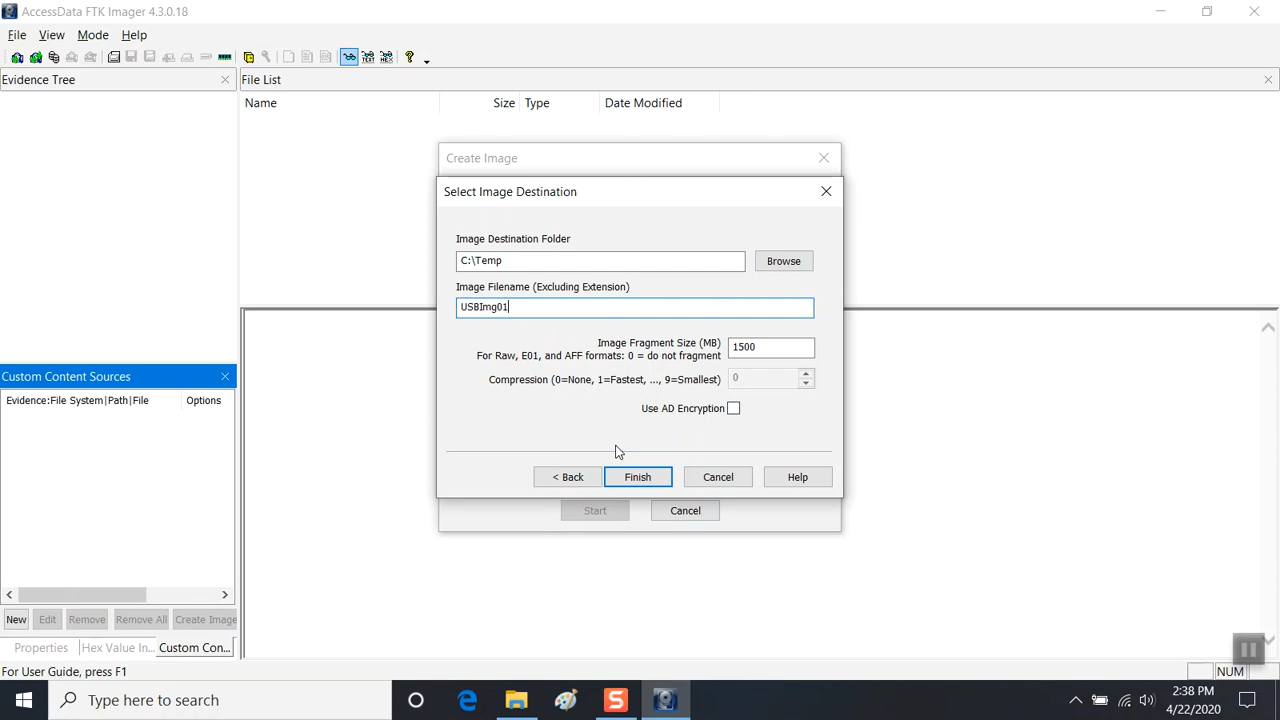 AccessData FTK Imager 4.3.0.18
File View Mode Help
Evidence Tree
File List
Name Size Type Date Modified
Create Image
Select Image Destination
Image Destination Folder
C:\Temp
Browse
Image Filename (Excluding Extension)
USBImg01
Image Fragment Size (MB)
1500
For Raw, E01, and AFF formats: 0 = do not fragment
Custom Content Sources
Compression (0=None, 1=Fastest, ..., 9=Smallest)
0
Evidence:File System|Path|File Options
Use AD Encryption
< Back Finish Cancel Help
Start Cancel
New Edit Remove Remove All Create Image
Properties Hex Value In... Custom Con...
For User Guide, press F1
NUM
Type here to search
2:38 PM
4/22/2020